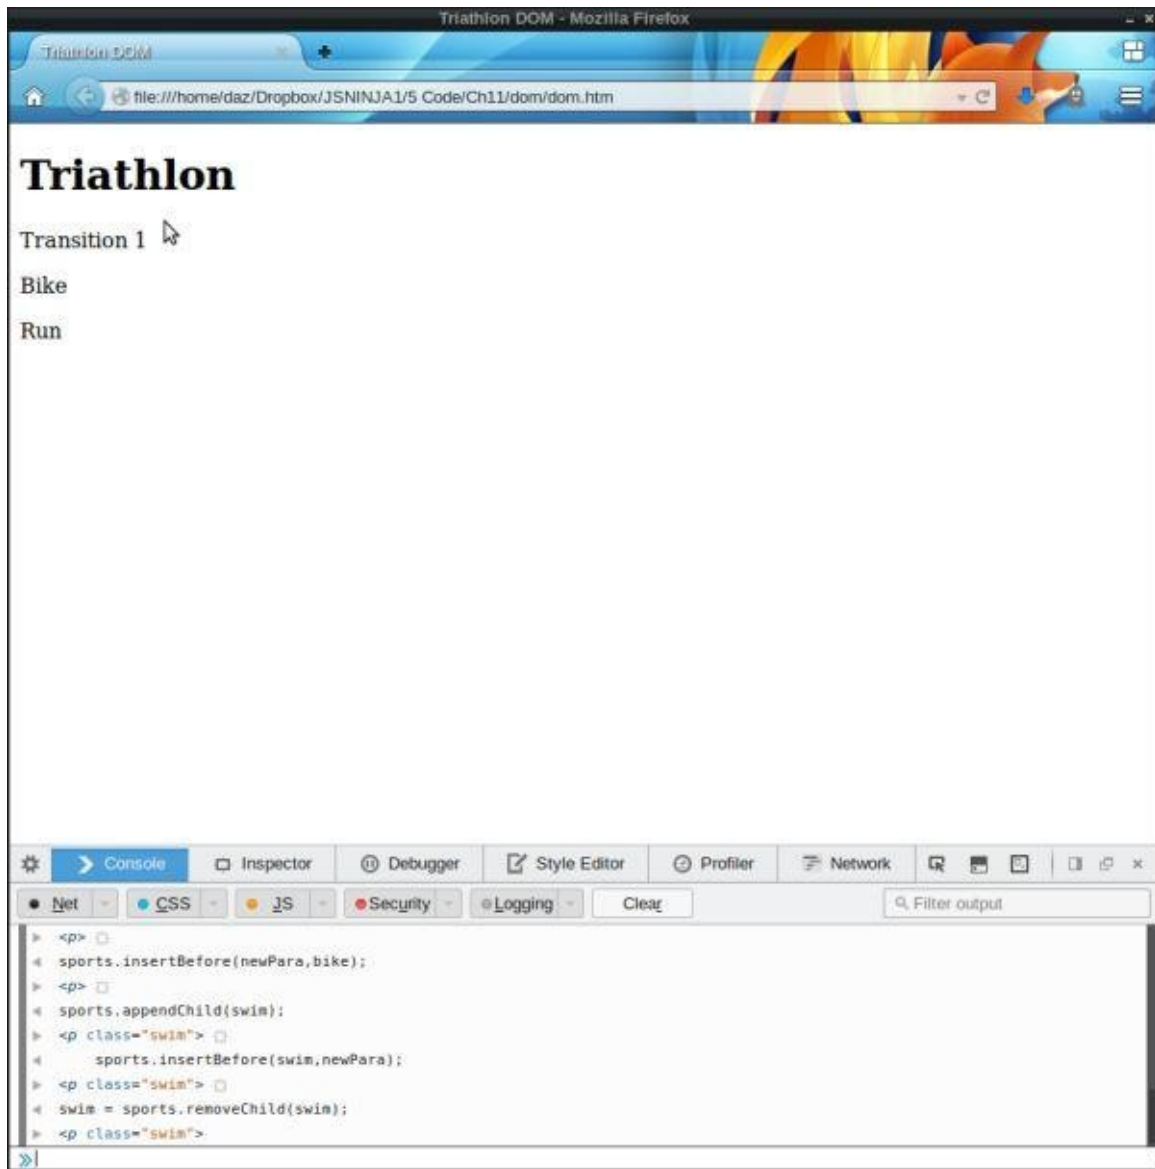 Triathlon DOM - Mozilla Firefox
Triathlon DOM
file:///home/daz/Dropbox/JSNINJA1/5 Code/Ch11/dom/dom.htm
Triathlon
Transition 1
Bike
Run
Console Inspector Debugger Style Editor Profiler Network
Net CSS JS Security Logging Clear Filter output
<p>
sports.insertBefore(newPara,bike);
<p>
sports.appendChild(swim);
<p class="swim">
sports.insertBefore(swim,newPara);
<p class="swim">
swim = sports.removeChild(swim);
<p class="swim">